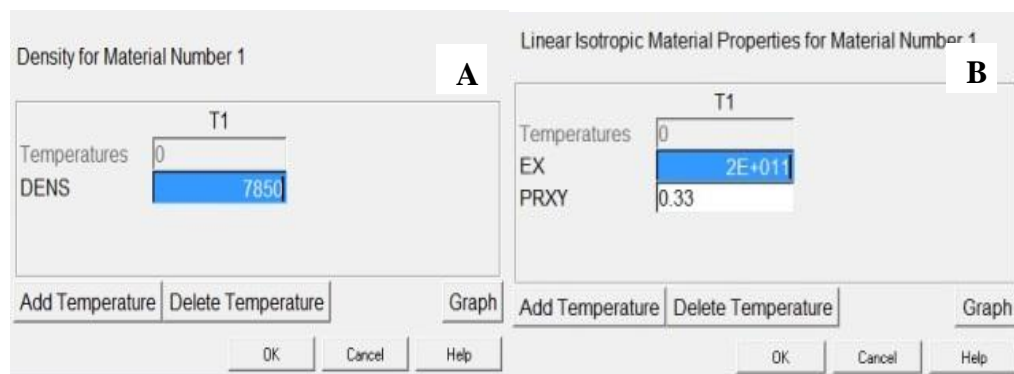 Density for Material Number 1
A
T1
Temperatures 0
DENS 7850
Add Temperature Delete Temperature Graph
OK Cancel Help
Linear Isotropic Material Properties for Material Number 1
B
T1
Temperatures 0
EX 2E+011
PRXY 0.33
Add Temperature Delete Temperature Graph
OK Cancel Help